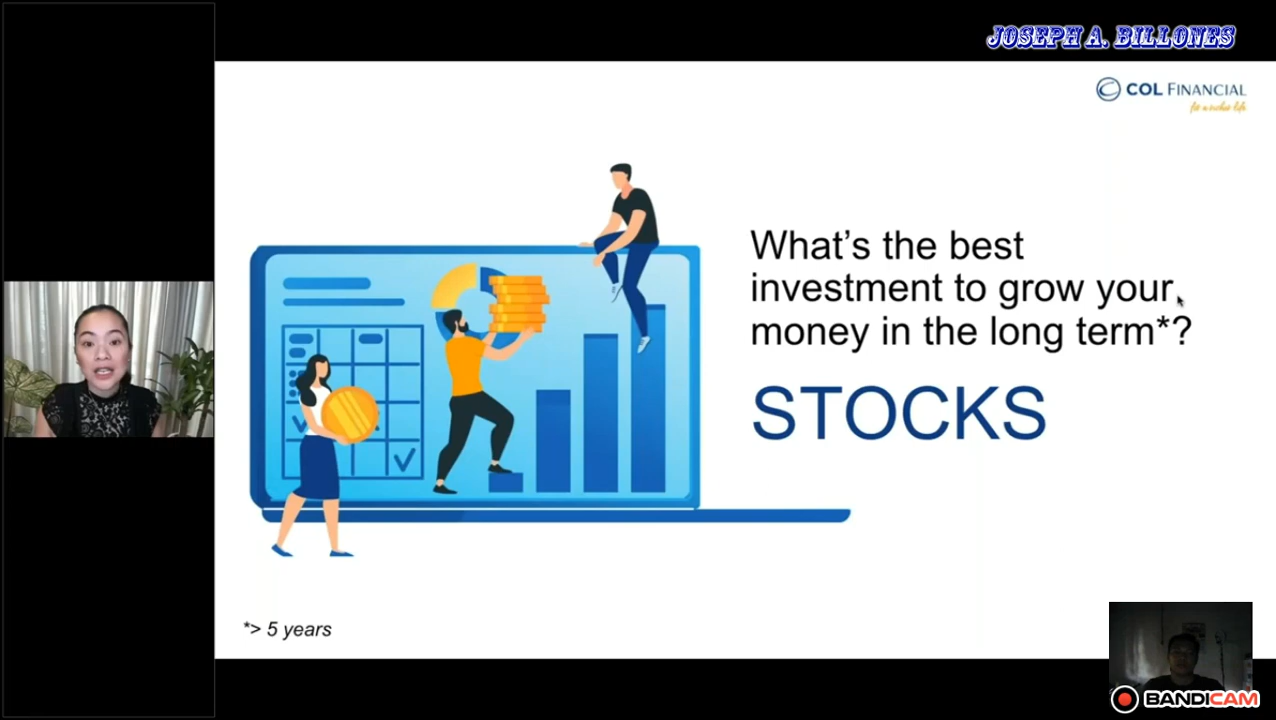 JOSEPH A. BILLONES
COL FINANCIAL
What's the best
investment to grow your
money in the long term*?
STOCKS
*> 5 years
BANDICAM